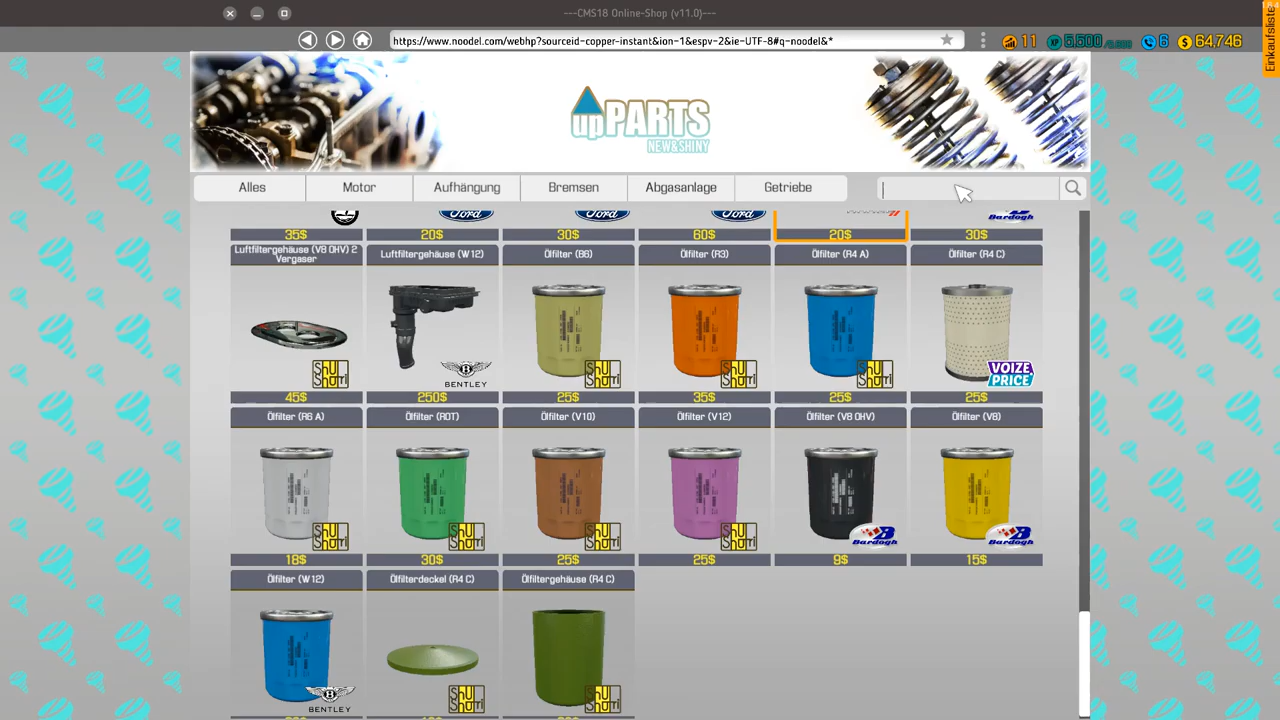 ---CMS18 Online-Shop (v11.0)---
Einkaufsliste
https://www.noodel.com/webhp?sourceid-copper-instant&ion-1&espv-2&ie-UTF-8#q-noodel&*
11 XP 5,500 6 $ 64,746
upPARTS
NEW&SHINY
Alles Motor Aufhängung Bremsen Abgasanlage Getriebe
Ford Ford Ford Bardogh
35$ 20$ 30$ 60$ 20$ 30$
Luftfiltergehäuse (V8 OHV) 2 Vergaser
Luftfiltergehäuse (W12) Ölfilter (B6) Ölfilter (R3) Ölfilter (R4 A) Ölfilter (R4 C)
BENTLEY VOIZE PRICE
45$ 250$ 25$ 35$ 25$ 25$
Ölfilter (R6 A) Ölfilter (ROT) Ölfilter (V10) Ölfilter (V12) Ölfilter (V8 OHV) Ölfilter (V8)
Bardogh Bardogh
18$ 30$ 25$ 25$ 9$ 15$
Ölfilter (W12) Ölfilterdeckel (R4 C) Ölfiltergehäuse (R4 C)
BENTLEY